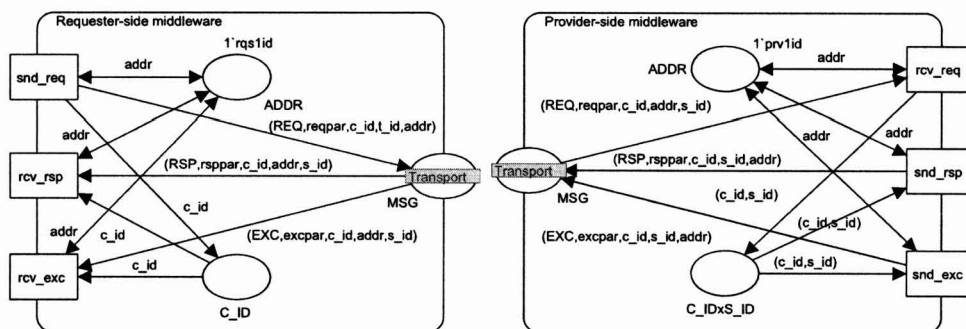 Requester-side middleware
1`rqs1id
snd_req
addr
ADDR
(REQ,reqpar,c_id,t_id,addr)
addr
(RSP,rsppar,c_id,addr,s_id)
rcv_rsp
Transport
MSG
c_id
addr
c_id
(EXC,excpar,c_id,addr,s_id)
rcv_exc
c_id
C_ID
Provider-side middleware
1`prv1id
ADDR
addr
rcv_req
(REQ,reqpar,c_id,addr,s_id)
addr
(RSP,rsppar,c_id,s_id,addr)
Transport
snd_rsp
MSG
(c_id,s_id)
(c_id,s_id)
(EXC,excpar,c_id,s_id,addr)
(c_id,s_id)
snd_exc
C_IDxS_ID